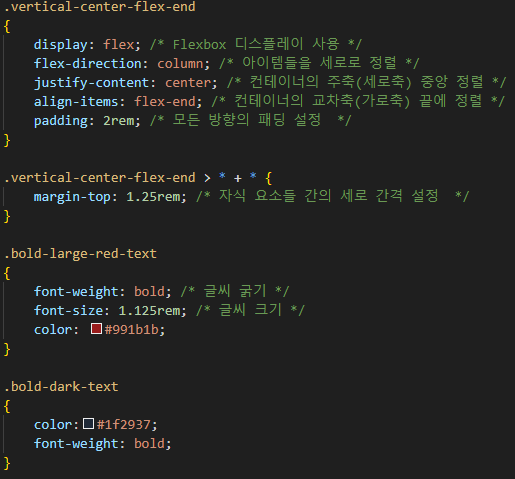 .vertical-center-flex-end
{
    display: flex; /* Flexbox 디스플레이 사용 */
    flex-direction: column; /* 아이템들을 세로로 정렬 */
    justify-content: center; /* 컨테이너의 주축(세로축) 중앙 정렬 */
    align-items: flex-end; /* 컨테이너의 교차축(가로축) 끝에 정렬 */
    padding: 2rem; /* 모든 방향의 패딩 설정  */
}

.vertical-center-flex-end > * + * {
    margin-top: 1.25rem; /* 자식 요소들 간의 세로 간격 설정  */
}

.bold-large-red-text
{
    font-weight: bold; /* 글씨 굵기 */
    font-size: 1.125rem; /* 글씨 크기 */
    color: #991b1b;
}

.bold-dark-text
{
    color:#1f2937;
    font-weight: bold;
}